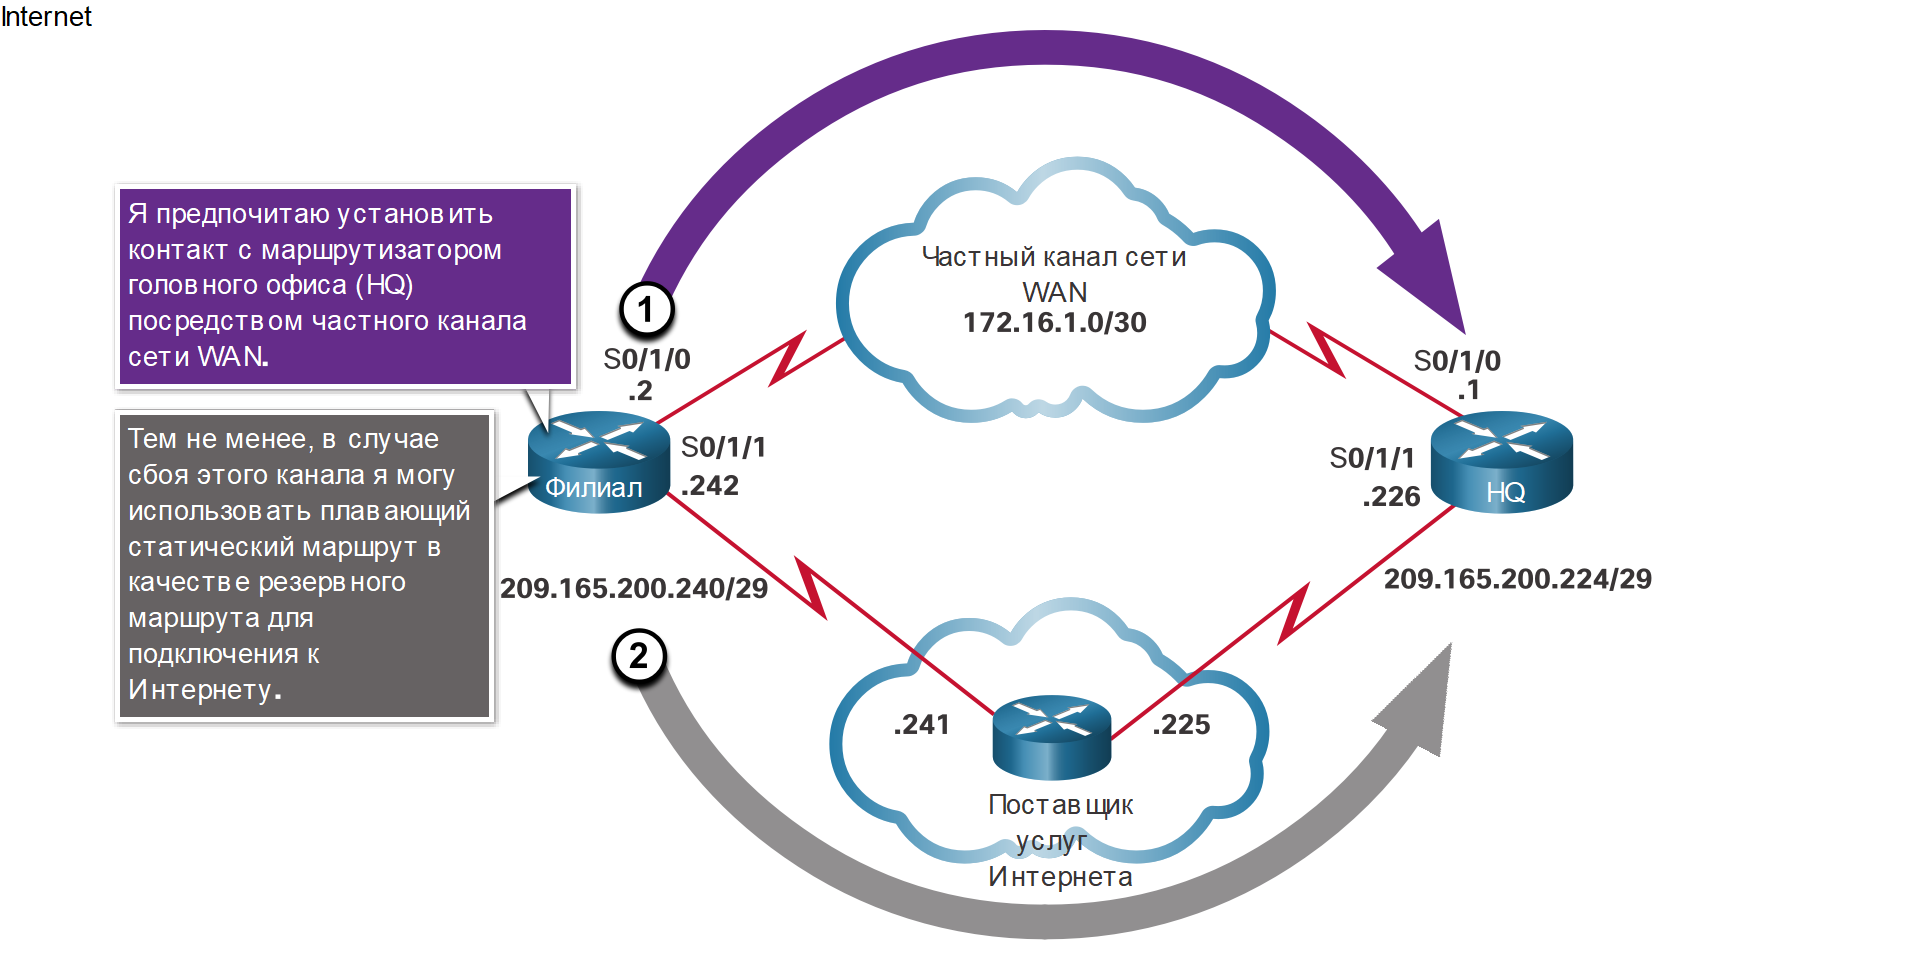 Internet
Я предпочитаю установить
контакт с маршрутизатором
головного офиса (HQ)
посредством частного канала
сети WAN.
Тем не менее, в случае
сбоя этого канала я могу
использовать плавающий
статический маршрут в
качестве резервного
маршрута для
подключения к
Интернету.
1
S0/1/0
.2
S0/1/1
.242
Филиал
Частный канал сети
WAN
172.16.1.0/30
S0/1/0
.1
S0/1/1
.226
HQ
209.165.200.240/29
209.165.200.224/29
2
.241
.225
Поставщик
услуг
Интернета